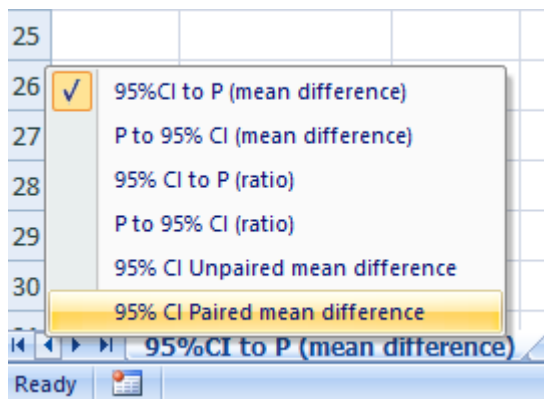 25
26
95%CI to P (mean difference)
27
P to 95% CI (mean difference)
28
95% CI to P (ratio)
29
P to 95% CI (ratio)
95% CI Unpaired mean difference
30
95% CI Paired mean difference
95%CI to P (mean difference)
Ready